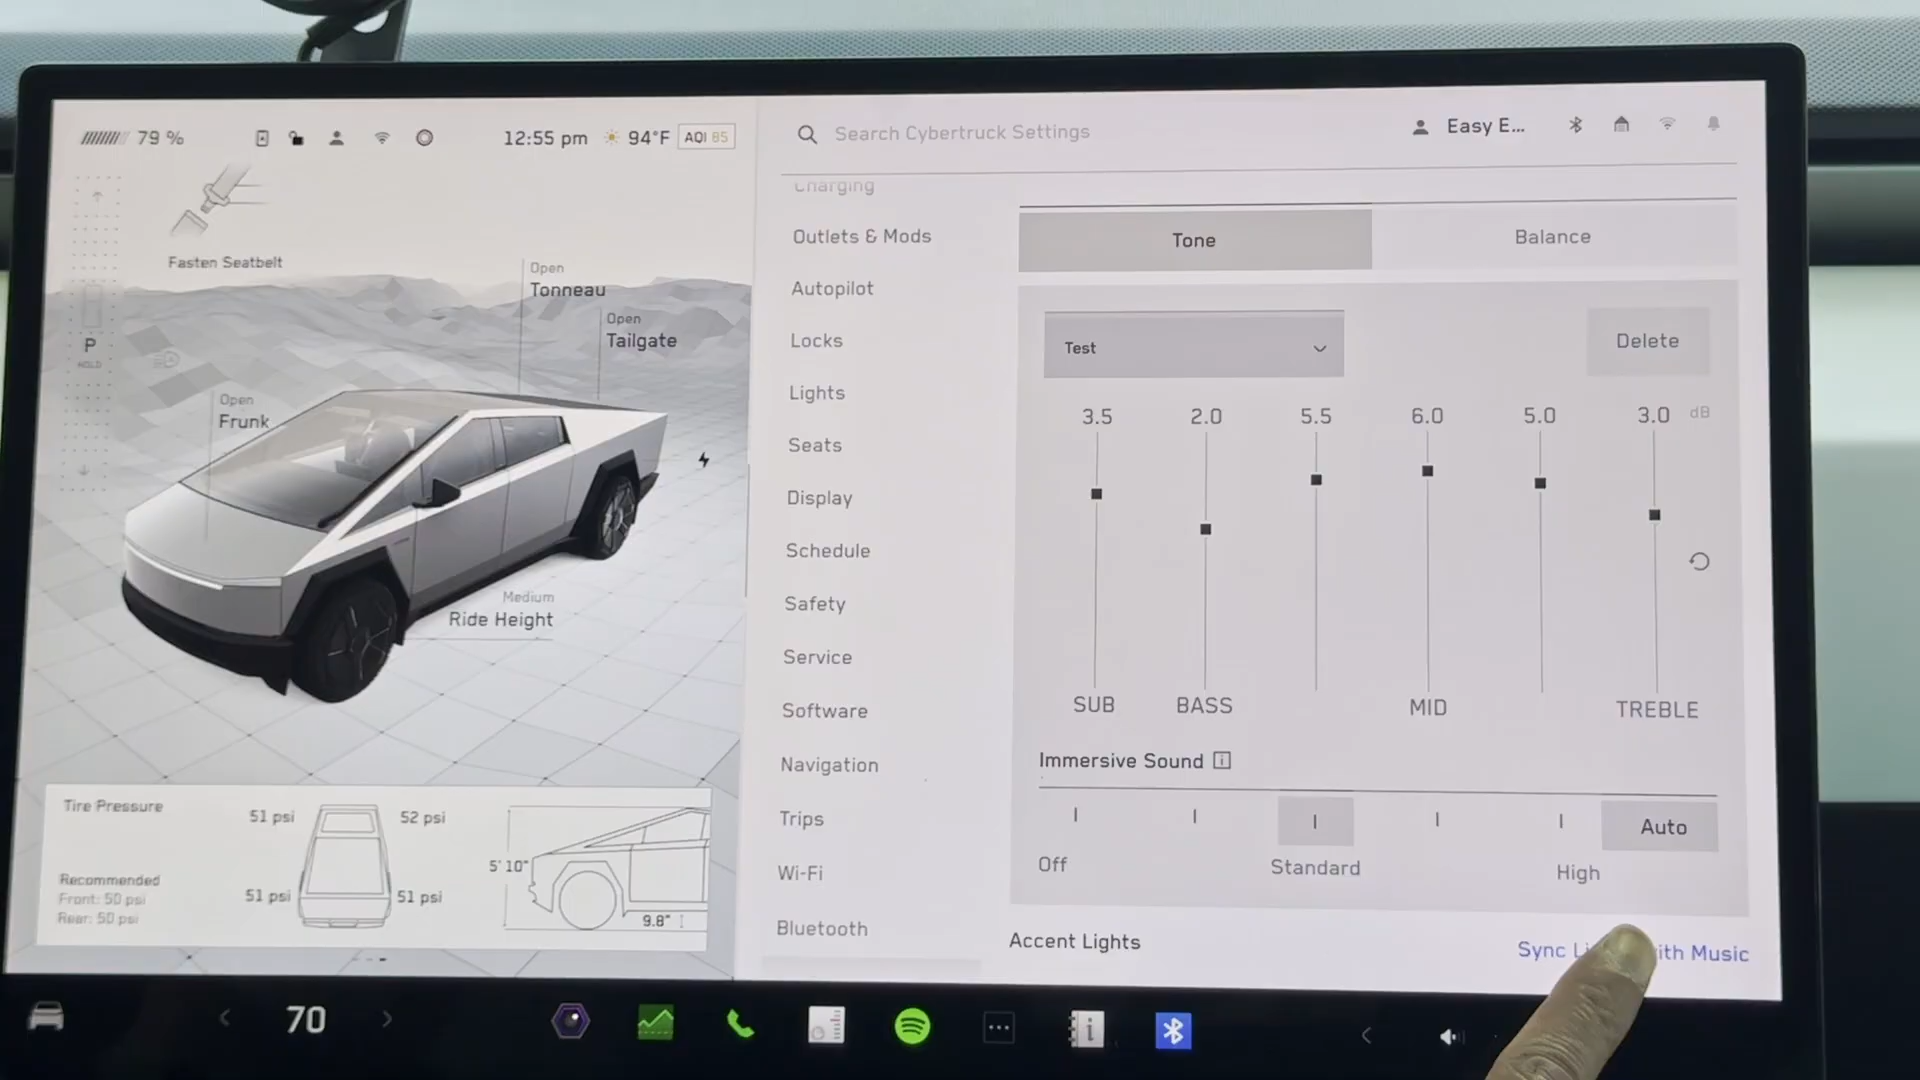 79 %
12:55 pm
94°F
AQI 85
Fasten Seatbelt
Open
Tonneau
Open
Tailgate
P
HOLD
Open
Frunk
Medium
Ride Height
Tire Pressure
51 psi
52 psi
Recommended
Front: 50 psi
Rear: 50 psi
51 psi
51 psi
5' 10"
9.8"
Search Cybertruck Settings
Easy E...
Charging
Outlets & Mods
Autopilot
Locks
Lights
Seats
Display
Schedule
Safety
Service
Software
Navigation
Trips
Wi-Fi
Bluetooth
Tone
Balance
Test
Delete
3.5
2.0
5.5
6.0
5.0
3.0
dB
SUB
BASS
MID
TREBLE
Immersive Sound
Off
Standard
High
Auto
Accent Lights
Sync with Music
70